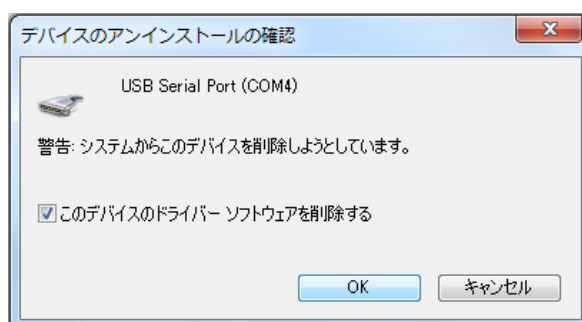 デバイスのアンインストールの確認
USB Serial Port (COM4)
警告: システムからこのデバイスを削除しようとしています。
このデバイスのドライバー ソフトウェアを削除する
OK キャンセル